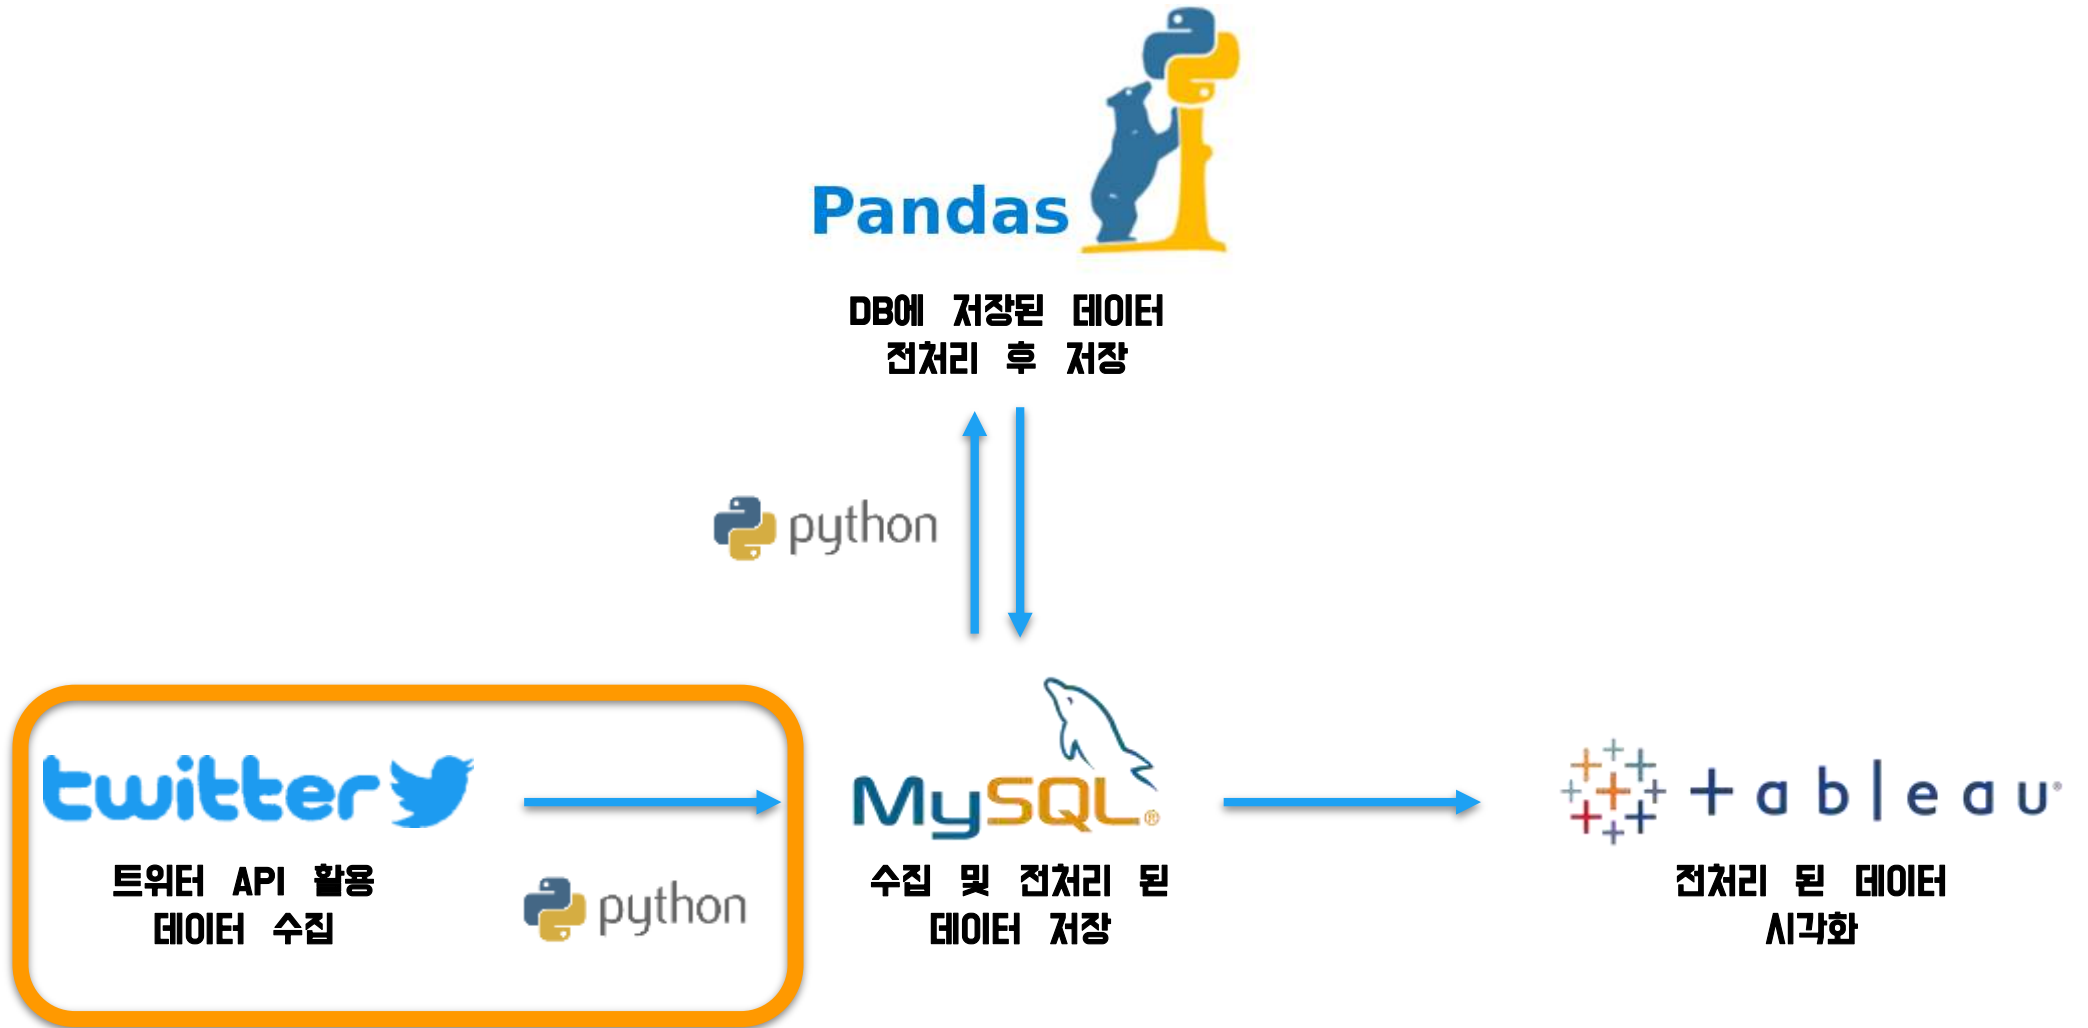 Pandas
DB에 저장된 데이터
전처리 후 저장
python
twitter
트위터 API 활용
데이터 수집
python
MySQL®
수집 및 전처리 된
데이터 저장
+ableau®
전처리 된 데이터
시각화